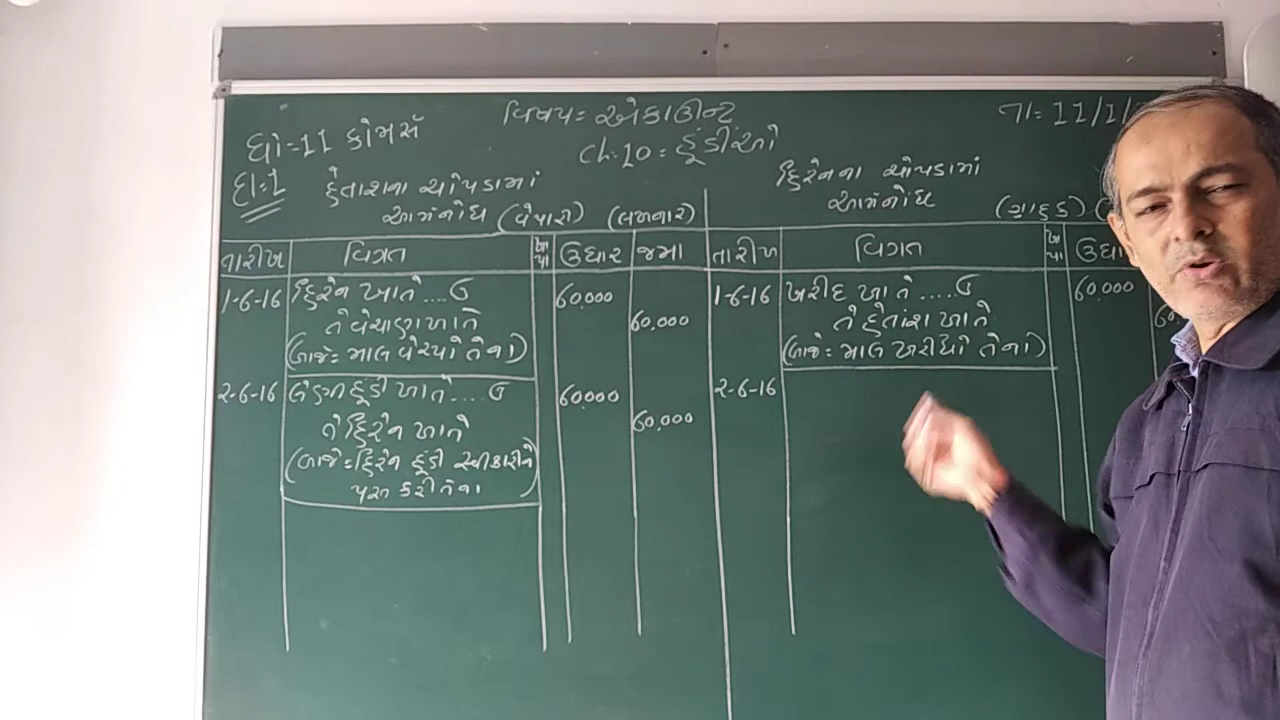 ધો-11 કોમર્સ
વિષય: એકાઉન્ટ
તા: 11/1/
Ch:10 = હૂંડીઓ
દા:1
હેતાંશના ચોપડામાં
આમનોંધ (વેપારી) (લખનાર)
હિરેનના ચોપડામાં
આમનોંધ (ગ્રાહક)
તારીખ વિગત ખા પા ઉધાર જમા
1-6-16 હિરેન ખાતે....ઉ 60,000
તે વેચાણ ખાતે 60,000
(બાજે = માલ વેચ્યો તેના)
2-6-16 લેણી હૂંડી ખાતે....ઉ 60,000
તે હિરેન ખાતે 60,000
(બાજે = હિરેન હૂંડી સ્વીકારીને
પરત કરી તેના)
તારીખ વિગત ખા પા ઉધા
1-6-16 ખરીદ ખાતે.....ઉ 60,000
તે હેતાંશ ખાતે 60,
(બાજે = માલ ખરીદ્યો તેના)
2-6-16